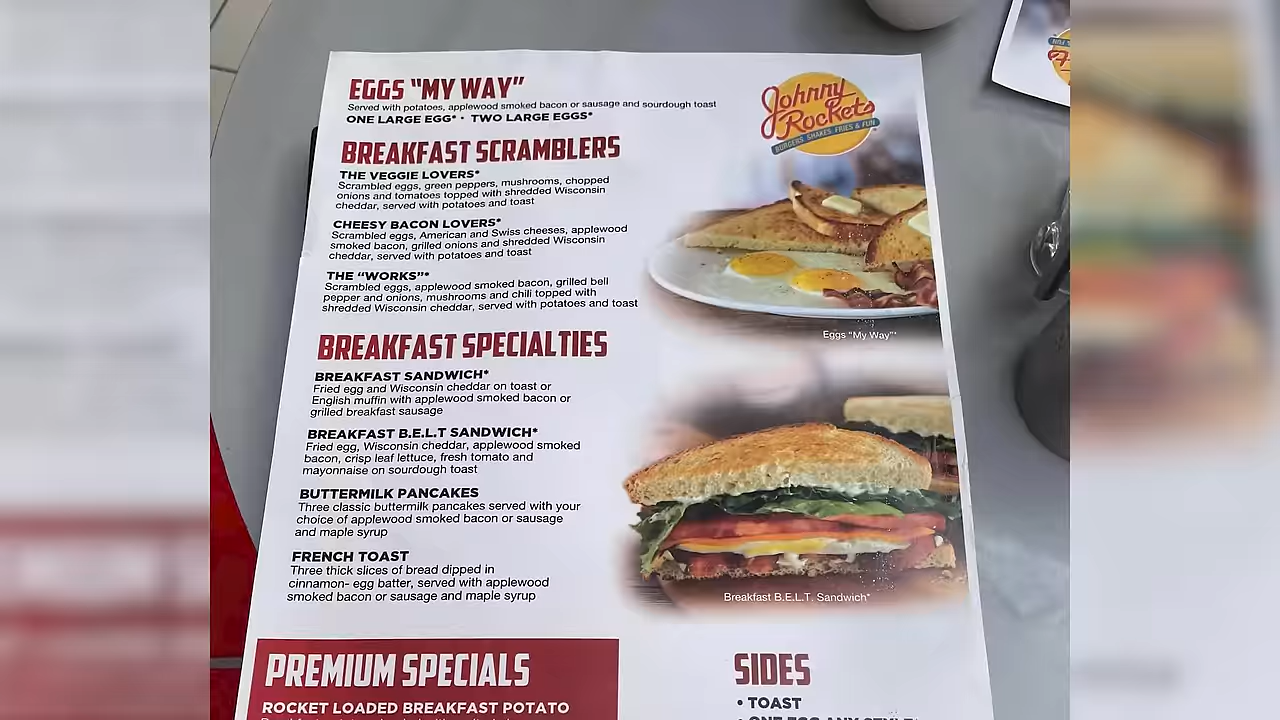 EGGS “MY WAY”
Served with potatoes, applewood smoked bacon or sausage and sourdough toast
ONE LARGE EGG* • TWO LARGE EGGS*
BREAKFAST SCRAMBLERS
THE VEGGIE LOVERS*
Scrambled eggs, green peppers, mushrooms, chopped
onions and tomatoes topped with shredded Wisconsin
cheddar, served with potatoes and toast
CHEESY BACON LOVERS*
Scrambled eggs, American and Swiss cheeses, applewood
smoked bacon, grilled onions and shredded Wisconsin
cheddar, served with potatoes and toast
THE “WORKS”*
Scrambled eggs, applewood smoked bacon, grilled bell
pepper and onions, mushrooms and chili topped with
shredded Wisconsin cheddar, served with potatoes and toast
BREAKFAST SPECIALTIES
BREAKFAST SANDWICH*
Fried egg and Wisconsin cheddar on toast or
English muffin with applewood smoked bacon or
grilled breakfast sausage
BREAKFAST B.E.L.T SANDWICH*
Fried egg, Wisconsin cheddar, applewood smoked
bacon, crisp leaf lettuce, fresh tomato and
mayonnaise on sourdough toast
BUTTERMILK PANCAKES
Three classic buttermilk pancakes served with your
choice of applewood smoked bacon or sausage
and maple syrup
FRENCH TOAST
Three thick slices of bread dipped in
cinnamon- egg batter, served with applewood
smoked bacon or sausage and maple syrup
PREMIUM SPECIALS
ROCKET LOADED BREAKFAST POTATO
Johnny
Rockets
BURGERS, SHAKES, FRIES & FUN
Eggs “My Way”*
Breakfast B.E.L.T. Sandwich*
SIDES
• TOAST
• ONE EGG ANY STYLE*